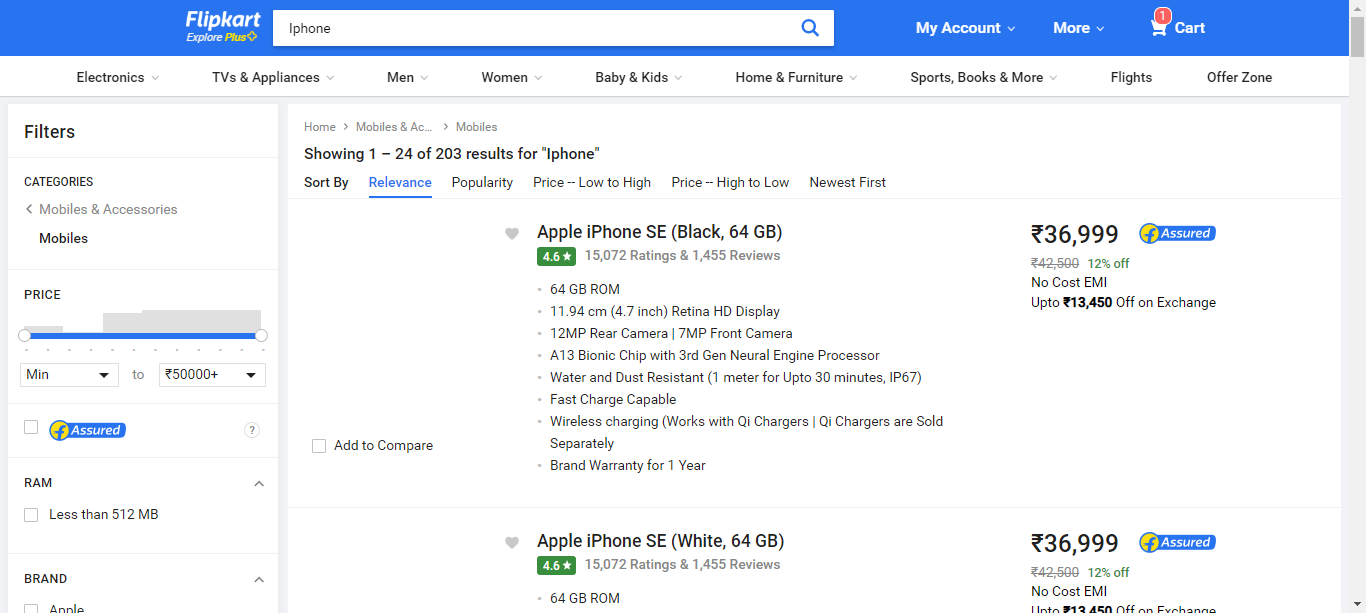 Flipkart
Explore Plus
Iphone
My Account
More
1
Cart
Electronics
TVs & Appliances
Men
Women
Baby & Kids
Home & Furniture
Sports, Books & More
Flights
Offer Zone
Filters
CATEGORIES
Mobiles & Accessories
Mobiles
PRICE
Min
to
₹50000+
Assured
?
RAM
Less than 512 MB
BRAND
Apple
Home
Mobiles & Ac...
Mobiles
Showing 1 – 24 of 203 results for "Iphone"
Sort By
Relevance
Popularity
Price -- Low to High
Price -- High to Low
Newest First
Apple iPhone SE (Black, 64 GB)
4.6
15,072 Ratings & 1,455 Reviews
64 GB ROM
11.94 cm (4.7 inch) Retina HD Display
12MP Rear Camera | 7MP Front Camera
A13 Bionic Chip with 3rd Gen Neural Engine Processor
Water and Dust Resistant (1 meter for Upto 30 minutes, IP67)
Fast Charge Capable
Wireless charging (Works with Qi Chargers | Qi Chargers are Sold
Separately
Brand Warranty for 1 Year
Add to Compare
₹36,999
Assured
₹42,500 12% off
No Cost EMI
Upto ₹13,450 Off on Exchange
Apple iPhone SE (White, 64 GB)
4.6
15,072 Ratings & 1,455 Reviews
64 GB ROM
₹36,999
Assured
₹42,500 12% off
No Cost EMI
Upto ₹13,450 Off on Exchange